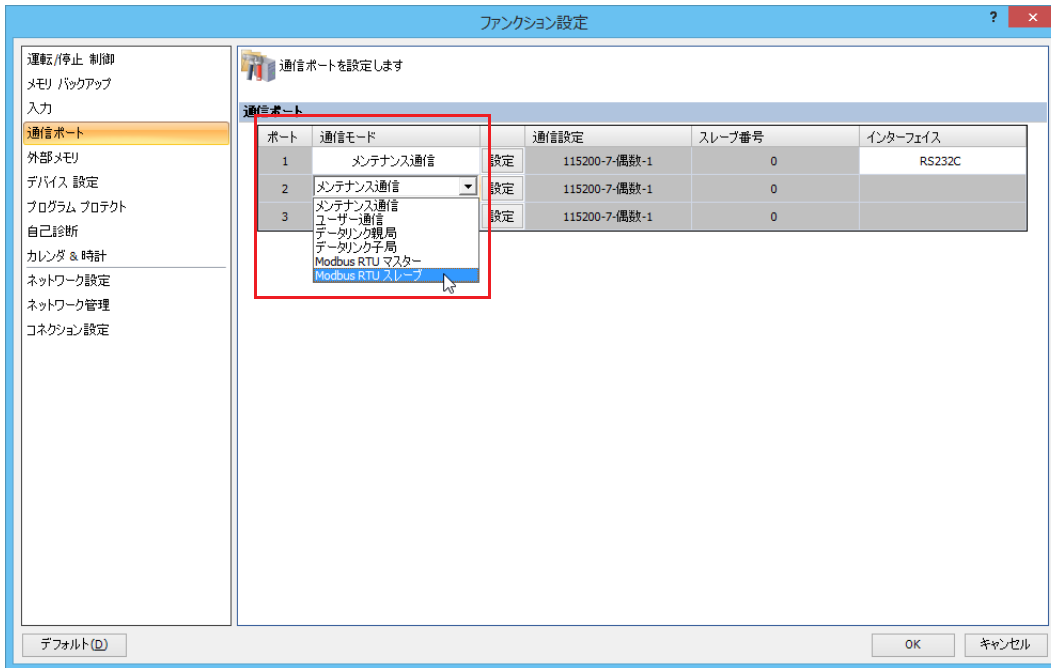 ファンクション設定
?
×
運転/停止 制御
メモリ バックアップ
入力
通信ポート
外部メモリ
デバイス 設定
プログラム プロテクト
自己診断
カレンダ & 時計
ネットワーク設定
ネットワーク管理
コネクション設定
通信ポートを設定します
通信ポート
ポート 通信モード 通信設定 スレーブ番号 インターフェイス
1 メンテナンス通信 設定 115200-7-偶数-1 0 RS232C
2 メンテナンス通信 設定 115200-7-偶数-1 0
3 設定 115200-7-偶数-1 0
メンテナンス通信
ユーザー通信
データリンク親局
データリンク子局
Modbus RTU マスター
Modbus RTU スレーブ
デフォルト(D)
OK
キャンセル